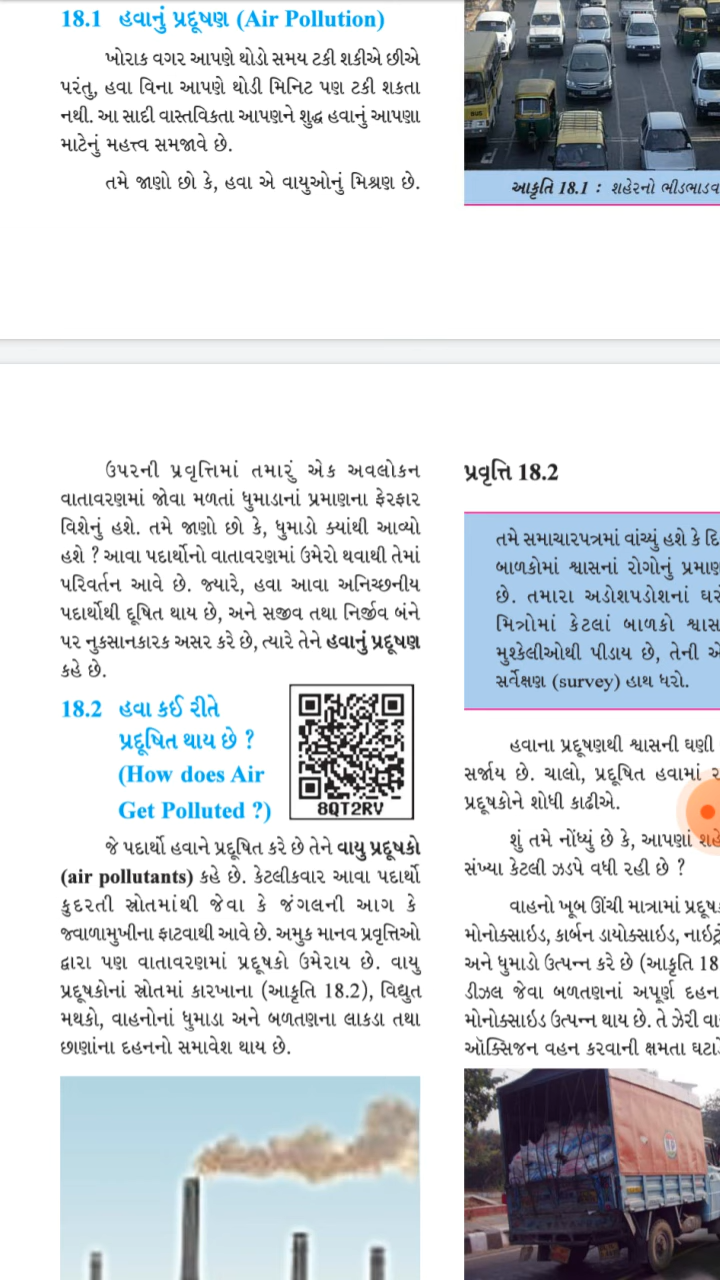 18.1 હવાનું પ્રદૂષણ (Air Pollution)
ખોરાક વગર આપણે થોડો સમય ટકી શકીએ છીએ
પરંતુ, હવા વિના આપણે થોડી મિનિટ પણ ટકી શકતા
નથી. આ સાદી વાસ્તવિકતા આપણને શુદ્ધ હવાનું આપણા
માટેનું મહત્ત્વ સમજાવે છે.
તમે જાણો છો કે, હવા એ વાયુઓનું મિશ્રણ છે.
આકૃતિ 18.1 : શહેરનો ભીડભાડવ
ઉપરની પ્રવૃત્તિમાં તમારું એક અવલોકન
વાતાવરણમાં જોવા મળતાં ધુમાડાનાં પ્રમાણના ફેરફાર
વિશેનું હશે. તમે જાણો છો કે, ધુમાડો ક્યાંથી આવ્યો
હશે ? આવા પદાર્થોનો વાતાવરણમાં ઉમેરો થવાથી તેમાં
પરિવર્તન આવે છે. જ્યારે, હવા આવા અનિચ્છનીય
પદાર્થોથી દૂષિત થાય છે, અને સજીવ તથા નિર્જીવ બંને
પર નુકસાનકારક અસર કરે છે, ત્યારે તેને હવાનું પ્રદૂષણ
કહે છે.
18.2 હવા કઈ રીતે
પ્રદૂષિત થાય છે ?
(How does Air
Get Polluted ?)
8QT2RV
જે પદાર્થો હવાને પ્રદૂષિત કરે છે તેને વાયુ પ્રદૂષકો
(air pollutants) કહે છે. કેટલીકવાર આવા પદાર્થો
કુદરતી સ્રોતમાંથી જેવા કે જંગલની આગ કે
જ્વાળામુખીના ફાટવાથી આવે છે. અમુક માનવ પ્રવૃત્તિઓ
દ્વારા પણ વાતાવરણમાં પ્રદૂષકો ઉમેરાય છે. વાયુ
પ્રદૂષકોનાં સ્રોતમાં કારખાના (આકૃતિ 18.2), વિદ્યુત
મથકો, વાહનોનાં ધુમાડા અને બળતણના લાકડા તથા
છાણાંના દહનનો સમાવેશ થાય છે.
પ્રવૃત્તિ 18.2
તમે સમાચારપત્રમાં વાંચ્યું હશે કે દિ
બાળકોમાં શ્વાસનાં રોગોનું પ્રમાણ
છે. તમારા અડોશપડોશનાં ઘર
મિત્રોમાં કેટલાં બાળકો શ્વાસ
મુશ્કેલીઓથી પીડાય છે, તેની એ
સર્વેક્ષણ (survey) હાથ ધરો.
હવાના પ્રદૂષણથી શ્વાસની ઘણી
સર્જાય છે. ચાલો, પ્રદૂષિત હવામાં ર
પ્રદૂષકોને શોધી કાઢીએ.
શું તમે નોંધ્યું છે કે, આપણાં શહે
સંખ્યા કેટલી ઝડપે વધી રહી છે ?
વાહનો ખૂબ ઊંચી માત્રામાં પ્રદૂષક
મોનોક્સાઇડ, કાર્બન ડાયોક્સાઇડ, નાઇટ્રો
અને ધુમાડો ઉત્પન્ન કરે છે (આકૃતિ 18
ડીઝલ જેવા બળતણનાં અપૂર્ણ દહન
મોનોક્સાઇડ ઉત્પન્ન થાય છે. તે ઝેરી વા
ઑક્સિજન વહન કરવાની ક્ષમતા ઘટાડે